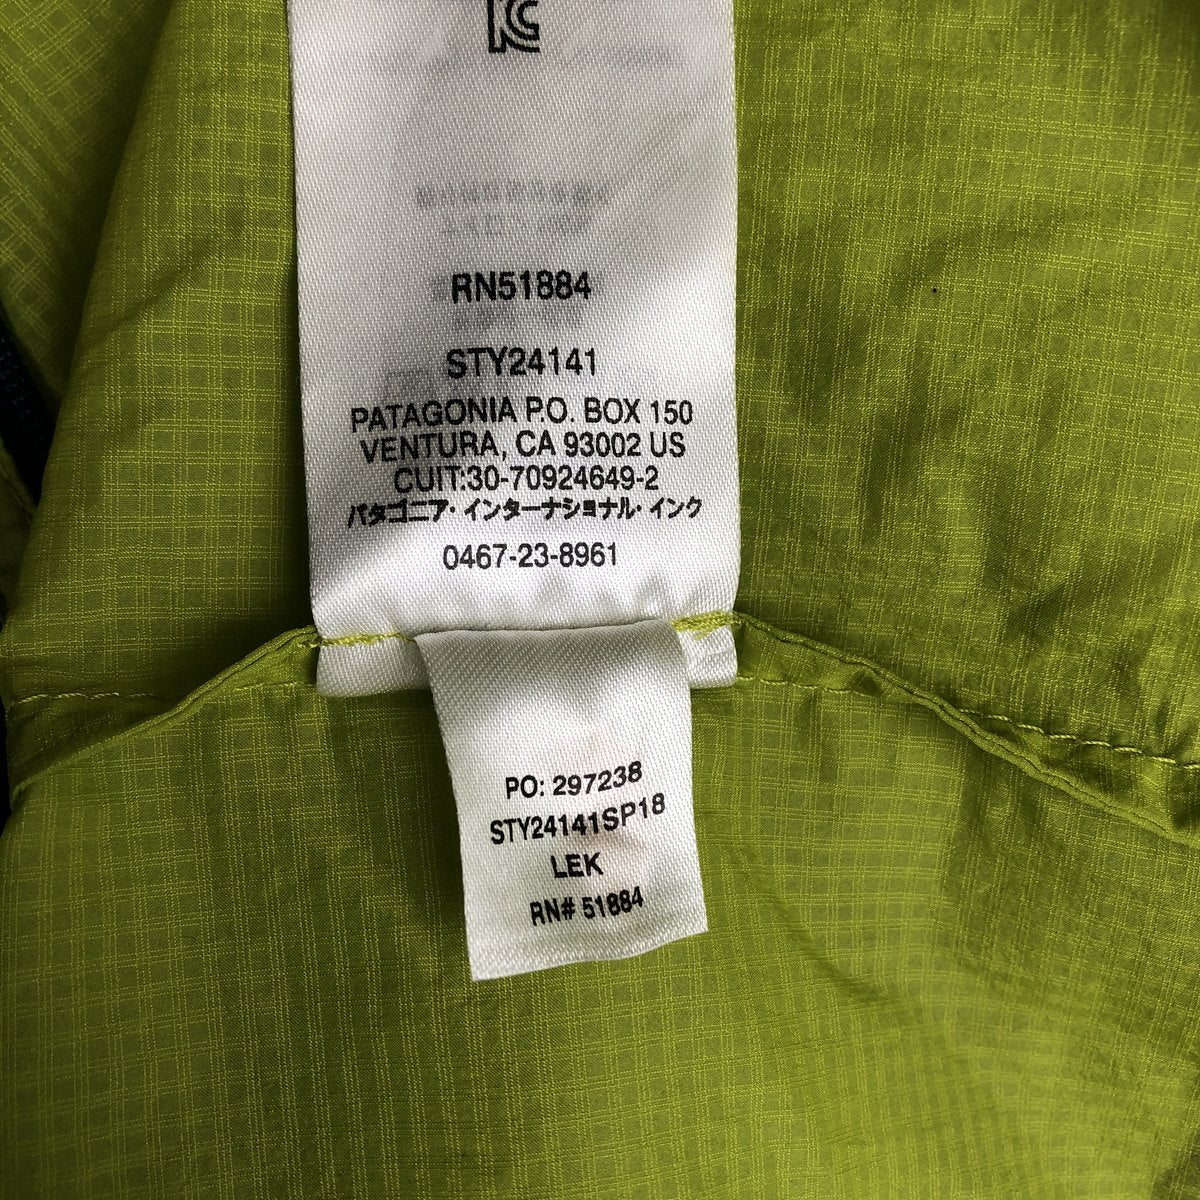 RN51884
STY24141
PATAGONIA P.O. BOX 150
VENTURA, CA 93002 US
CUIT:30-70924649-2
パタゴニア・インターナショナル・インク
0467-23-8961
PO: 297238
STY24141SP18
LEK
RN# 51884